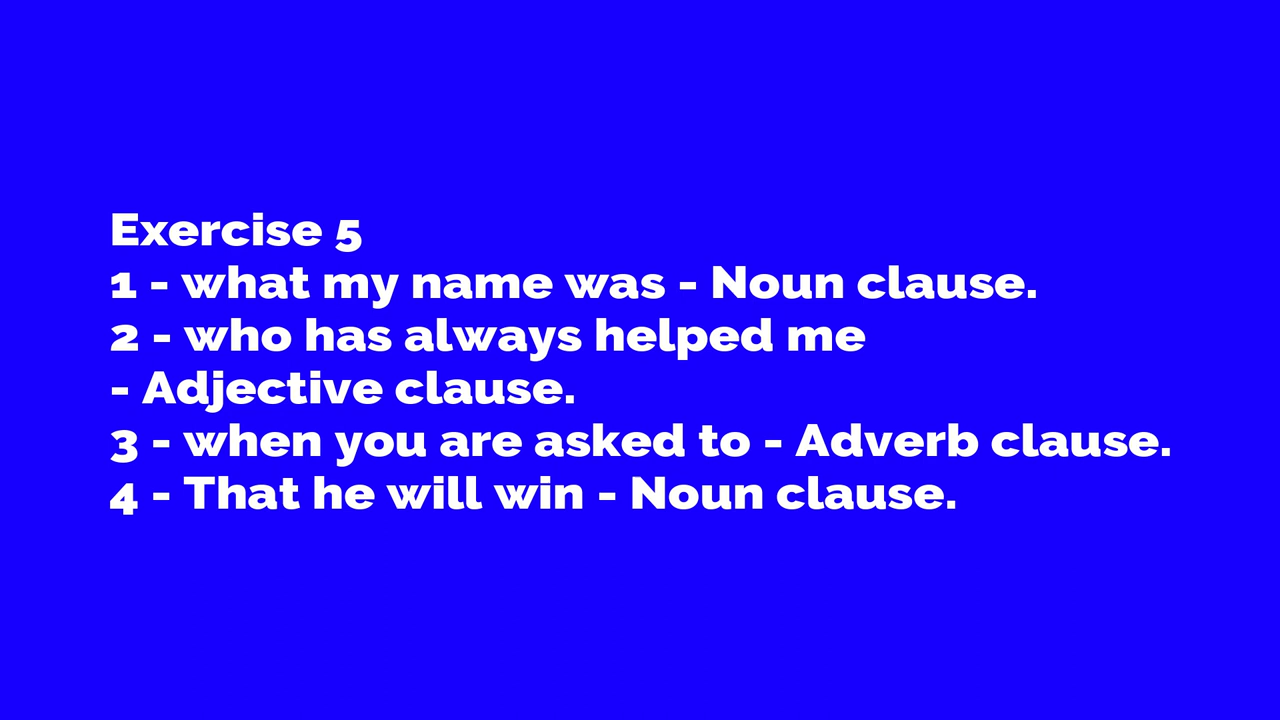 Exercise 5
1 - what my name was - Noun clause.
2 - who has always helped me
- Adjective clause.
3 - when you are asked to - Adverb clause.
4 - That he will win - Noun clause.